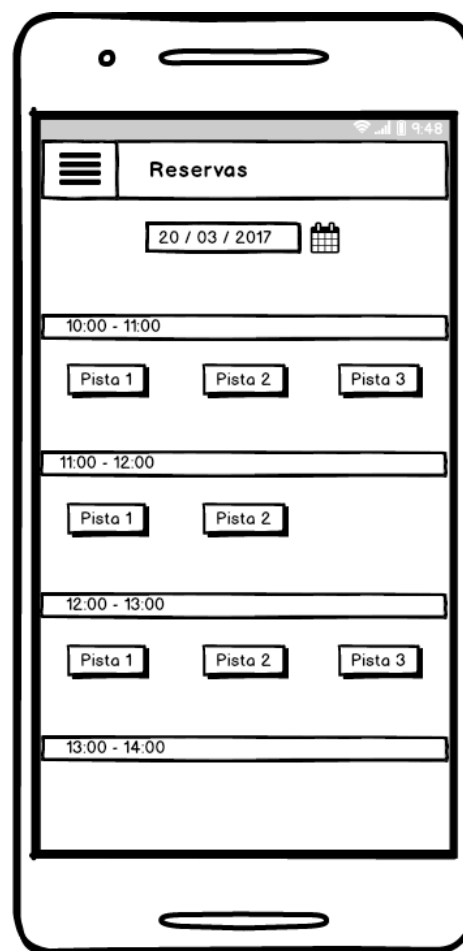 9:48
Reservas
20 / 03 / 2017
10:00 - 11:00
Pista 1 Pista 2 Pista 3
11:00 - 12:00
Pista 1 Pista 2
12:00 - 13:00
Pista 1 Pista 2 Pista 3
13:00 - 14:00